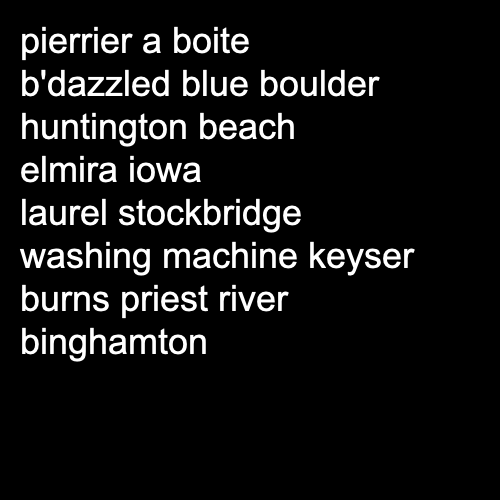 pierrier a boite
b'dazzled blue boulder
huntington beach
elmira iowa
laurel stockbridge
washing machine keyser
burns priest river
binghamton